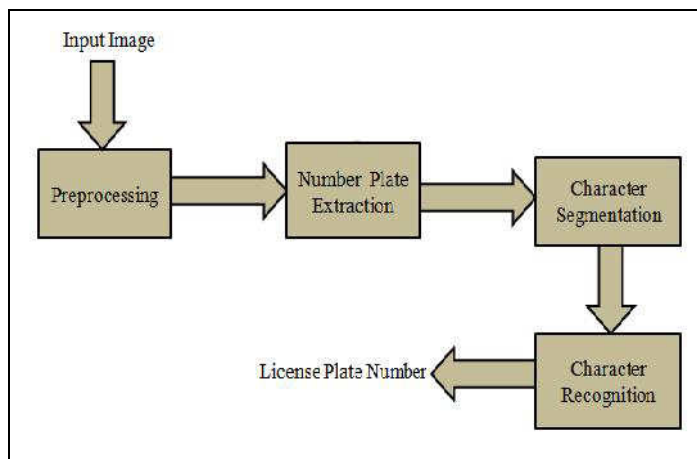 Input Image
Preprocessing
Number Plate
Extraction
Character
Segmentation
Character
Recognition
License Plate Number